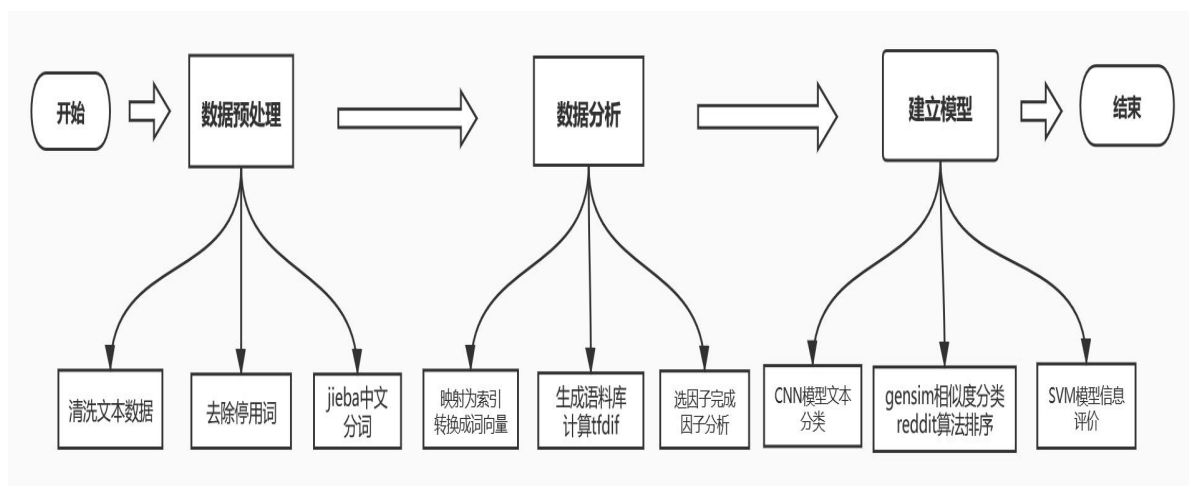 开始
数据预处理
数据分析
建立模型
结束
清洗文本数据
去除停用词
jieba中文
分词
映射为索引
转换成词向量
生成语料库
计算tfdif
选因子完成
因子分析
CNN模型文本
分类
gensim相似度分类
reddit算法排序
SVM模型信息
评价